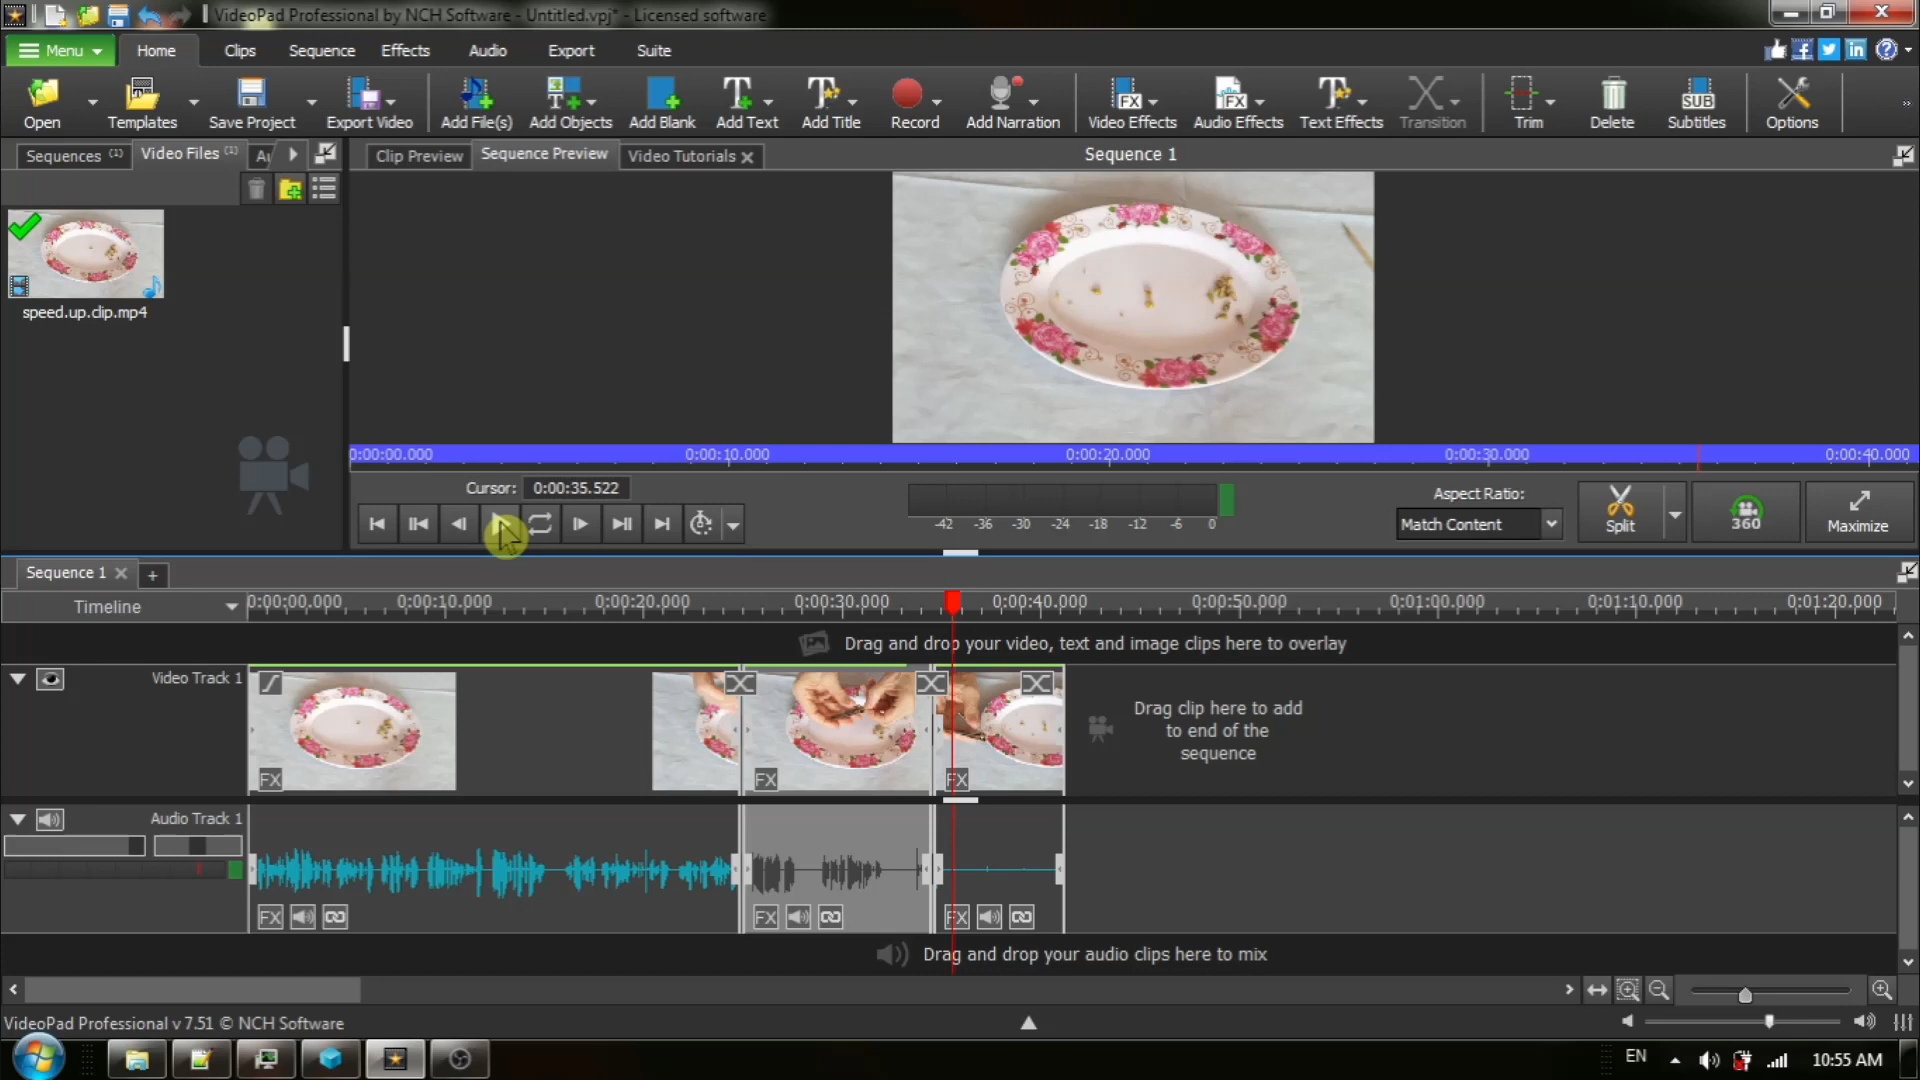 VideoPad Professional by NCH Software - Untitled.vpj* - Licensed software
Menu Home Clips Sequence Effects Audio Export Suite
Open Templates Save Project Export Video Add File(s) Add Objects Add Blank Add Text Add Title Record Add Narration Video Effects Audio Effects Text Effects Transition Trim Delete Subtitles Options
Sequences (1) Video Files (1) Clip Preview Sequence Preview Video Tutorials Sequence 1
speed.up.clip.mp4
0:00:00.000 0:00:10.000 0:00:20.000 0:00:30.000 0:00:40.000
Cursor: 0:00:35.522
-42 -36 -30 -24 -18 -12 -6 0
Aspect Ratio:
Match Content
Split 360 Maximize
Sequence 1
Timeline 0:00:00.000 0:00:10.000 0:00:20.000 0:00:30.000 0:00:40.000 0:00:50.000 0:01:00.000 0:01:10.000 0:01:20.000
Drag and drop your video, text and image clips here to overlay
Video Track 1
Drag clip here to add
to end of the
sequence
FX FX FX
Audio Track 1
FX FX FX
Drag and drop your audio clips here to mix
VideoPad Professional v 7.51 © NCH Software
EN 10:55 AM